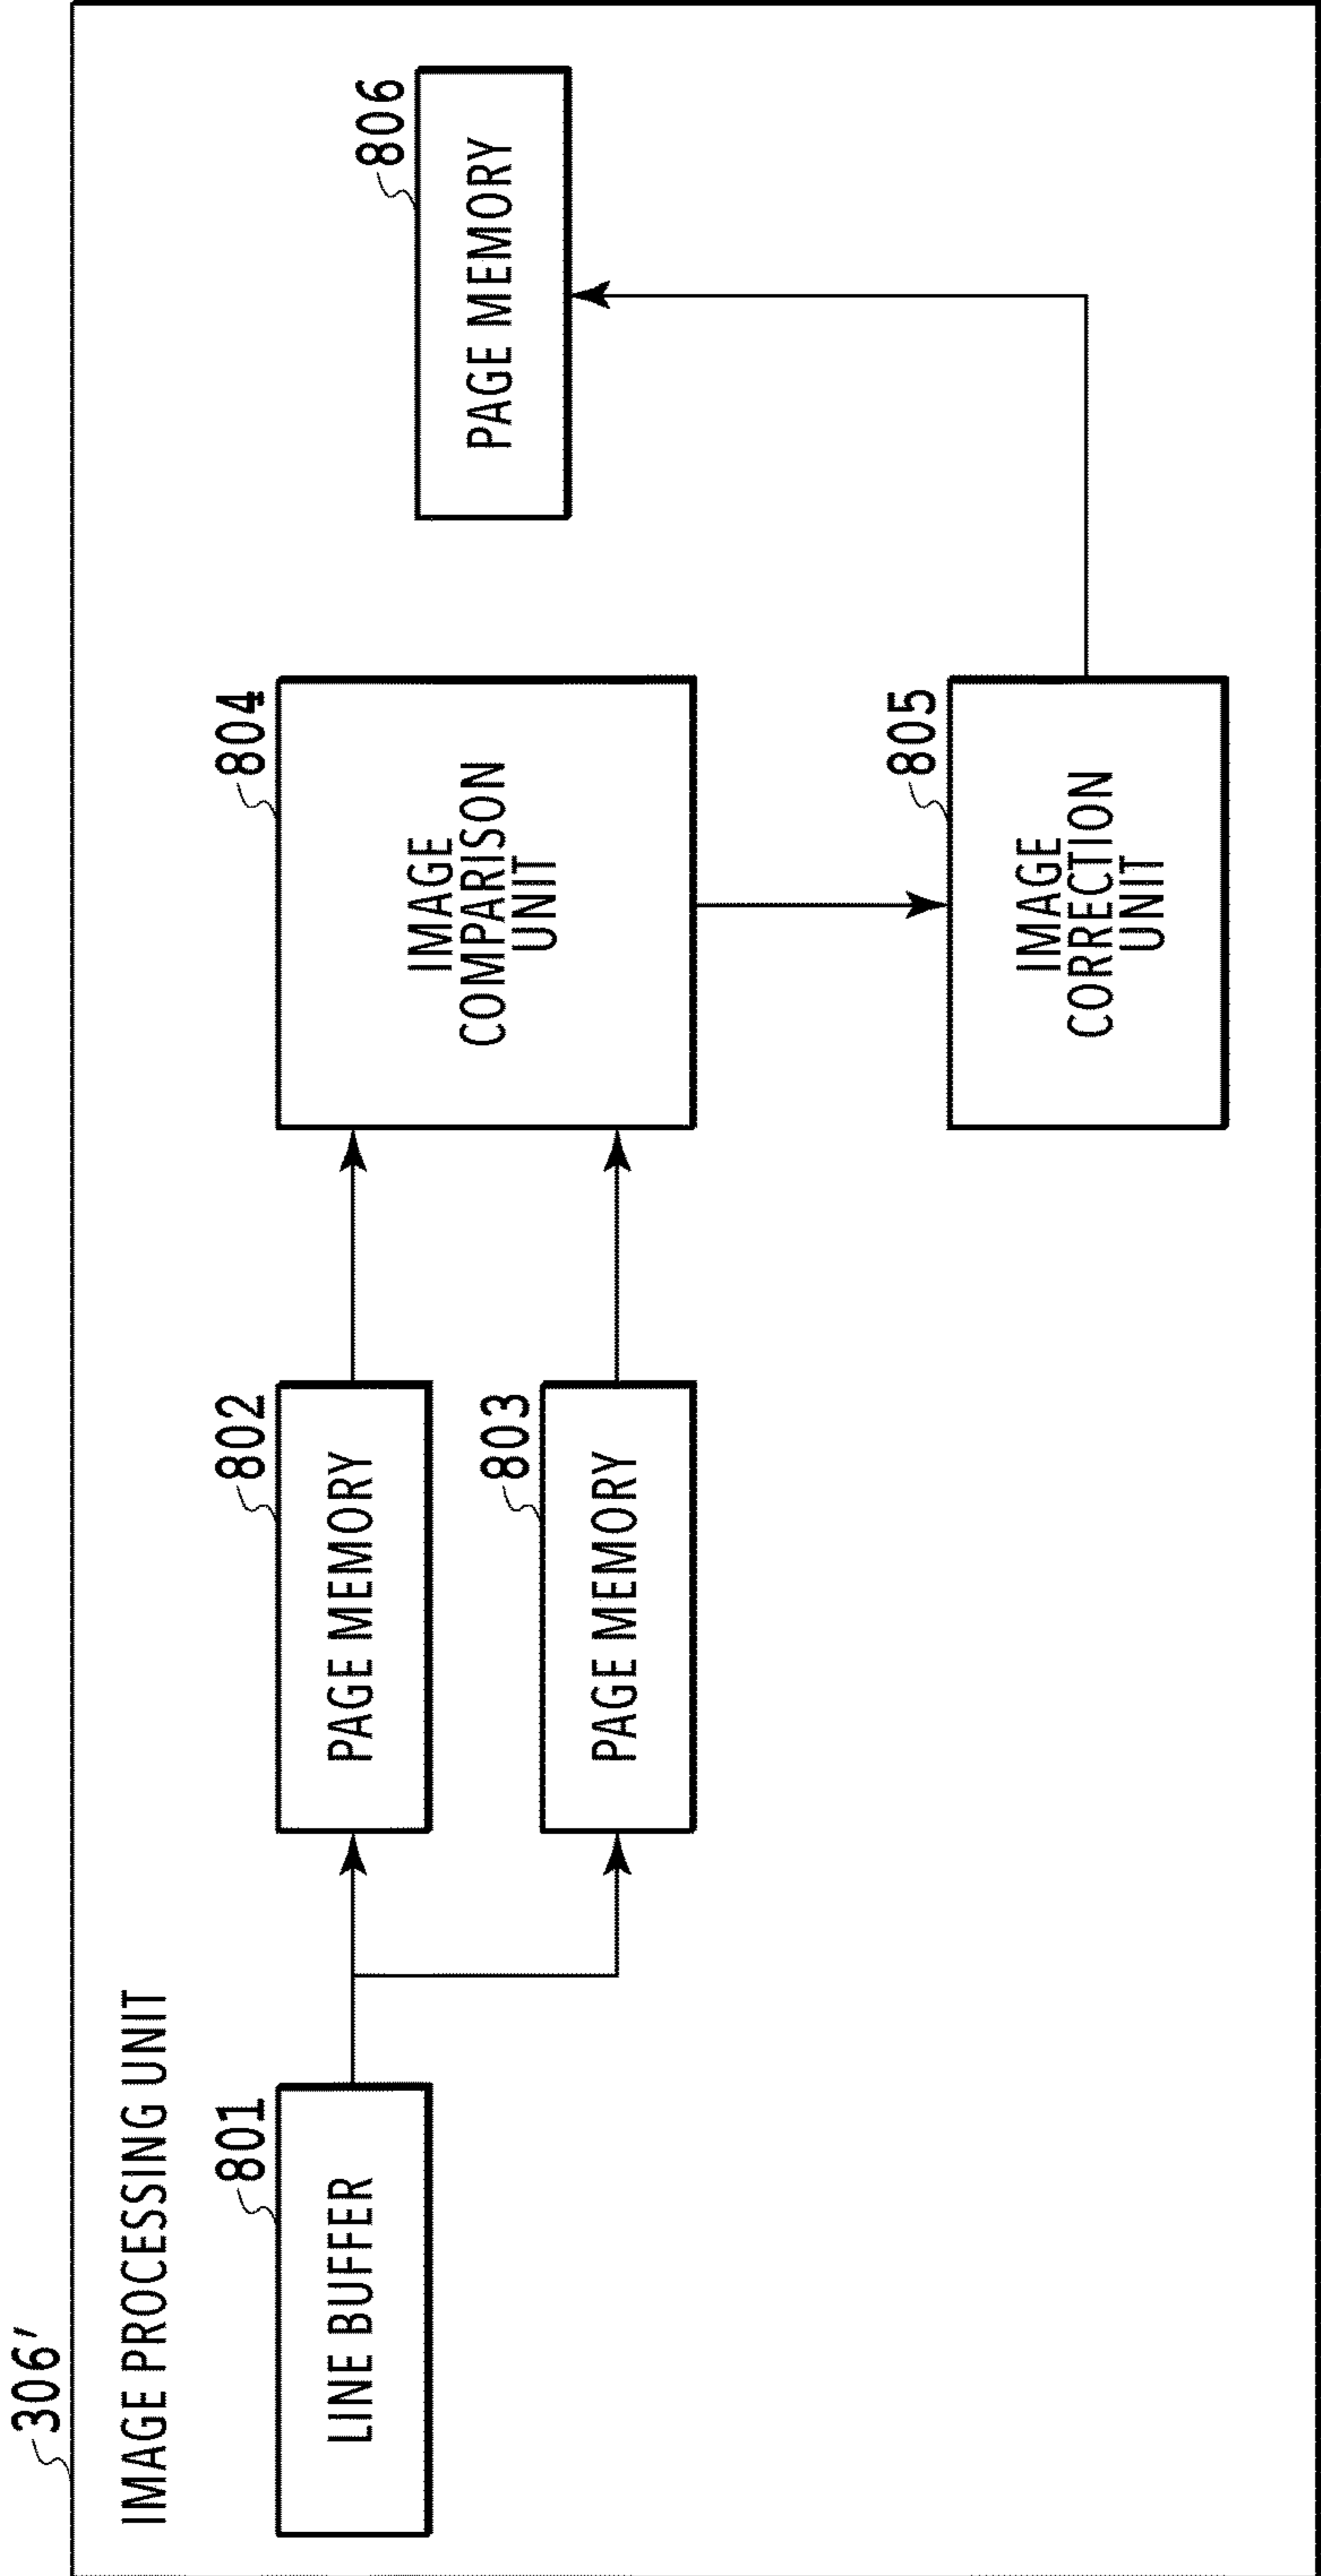 306′
IMAGE PROCESSING UNIT
801
LINE BUFFER
802
PAGE MEMORY
803
PAGE MEMORY
804
IMAGE
COMPARISON
UNIT
805
IMAGE
CORRECTION
UNIT
806
PAGE MEMORY